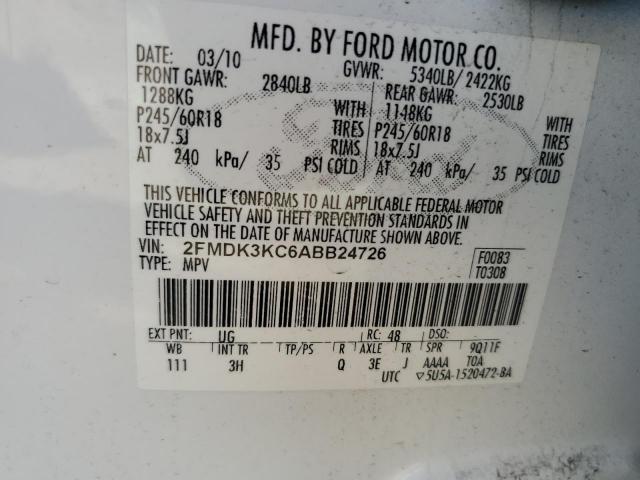 MFD. BY FORD MOTOR CO.
DATE: 03/10 GVWR: 5340LB/ 2422KG
FRONT GAWR: 2840LB REAR GAWR: 2530LB
1288KG WITH 1148KG WITH
P245/60R18 TIRES P245/60R18 TIRES
18x7.5J RIMS 18x7.5J RIMS
AT 240 kPa/ 35 PSI COLD AT 240 kPa/ 35 PSI COLD
THIS VEHICLE CONFORMS TO ALL APPLICABLE FEDERAL MOTOR
VEHICLE SAFETY AND THEFT PREVENTION STANDARDS IN
EFFECT ON THE DATE OF MANUFACTURE SHOWN ABOVE.
VIN: 2FMDK3KC6ABB24726 F0083
TYPE: MPV T0308
EXT PNT: UG RC: 48 DSO:
WB INT TR TP/PS R AXLE TR SPR 9Q11F
111 3H Q 3E J AAAA TOA
UTC ▽5U5A-1520472-BA